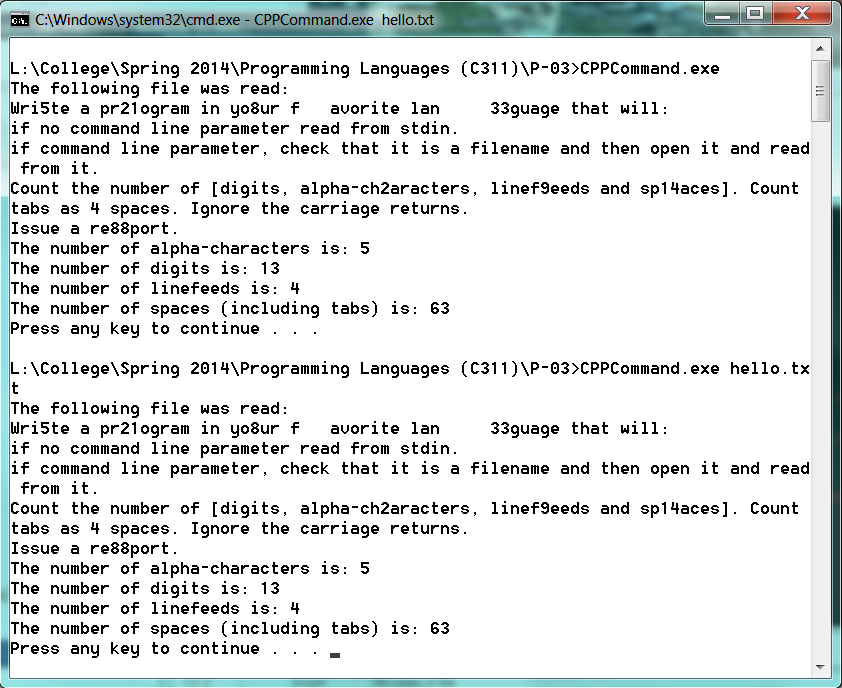 C:\Windows\system32\cmd.exe - CPPCommand.exe  hello.txt
L:\College\Spring 2014\Programming Languages (C311)\P-03>CPPCommand.exe
The following file was read:
Wri5te a pr21ogram in yo8ur f   avorite lan     33guage that will:
if no command line parameter read from stdin.
if command line parameter, check that it is a filename and then open it and read
 from it.
Count the number of [digits, alpha-ch2aracters, linef9eeds and sp14aces]. Count
tabs as 4 spaces. Ignore the carriage returns.
Issue a re88port.
The number of alpha-characters is: 5
The number of digits is: 13
The number of linefeeds is: 4
The number of spaces (including tabs) is: 63
Press any key to continue . . .
L:\College\Spring 2014\Programming Languages (C311)\P-03>CPPCommand.exe hello.tx
t
The following file was read:
Wri5te a pr21ogram in yo8ur f   avorite lan     33guage that will:
if no command line parameter read from stdin.
if command line parameter, check that it is a filename and then open it and read
 from it.
Count the number of [digits, alpha-ch2aracters, linef9eeds and sp14aces]. Count
tabs as 4 spaces. Ignore the carriage returns.
Issue a re88port.
The number of alpha-characters is: 5
The number of digits is: 13
The number of linefeeds is: 4
The number of spaces (including tabs) is: 63
Press any key to continue . . .